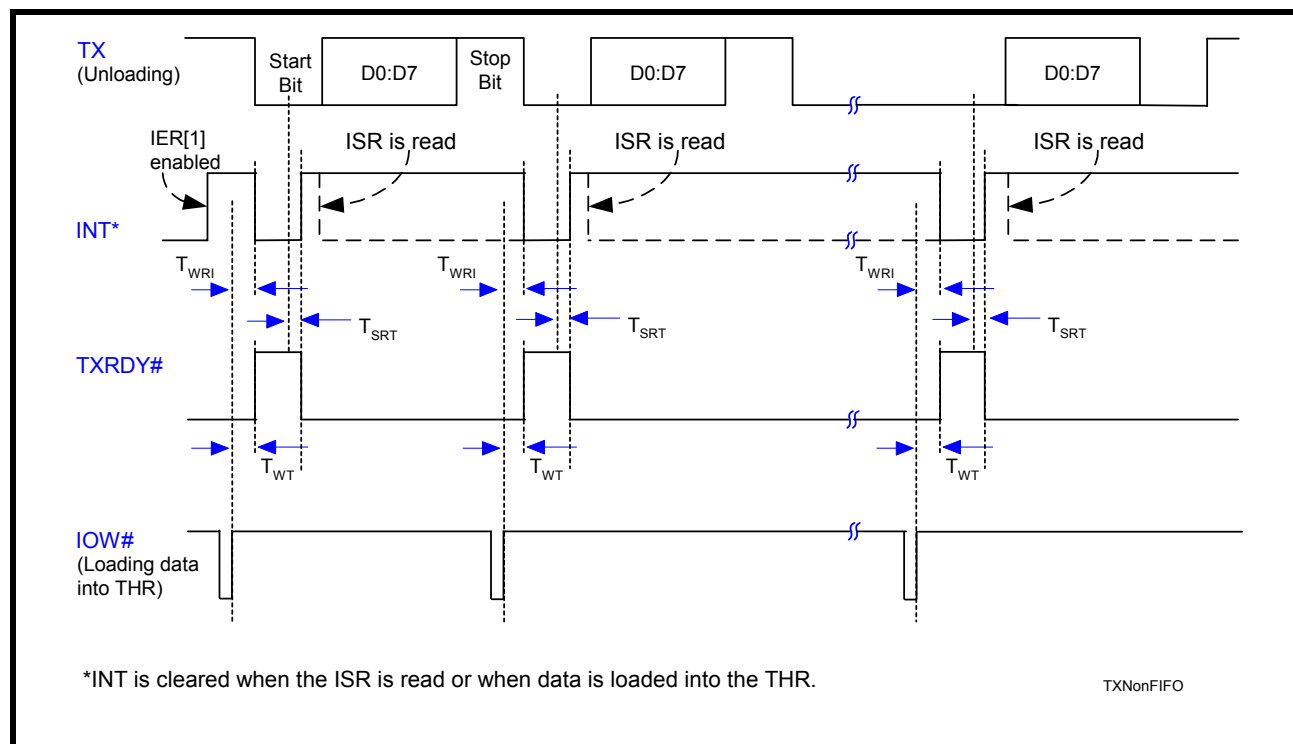 TX
(Unloading)
Start
Bit
D0:D7
Stop
Bit
D0:D7
D0:D7
IER[1]
enabled
ISR is read
ISR is read
ISR is read
INT*
TWRI
TWRI
TWRI
TSRT
TSRT
TSRT
TXRDY#
TWT
TWT
TWT
IOW#
(Loading data
into THR)
*INT is cleared when the ISR is read or when data is loaded into the THR.
TXNonFIFO